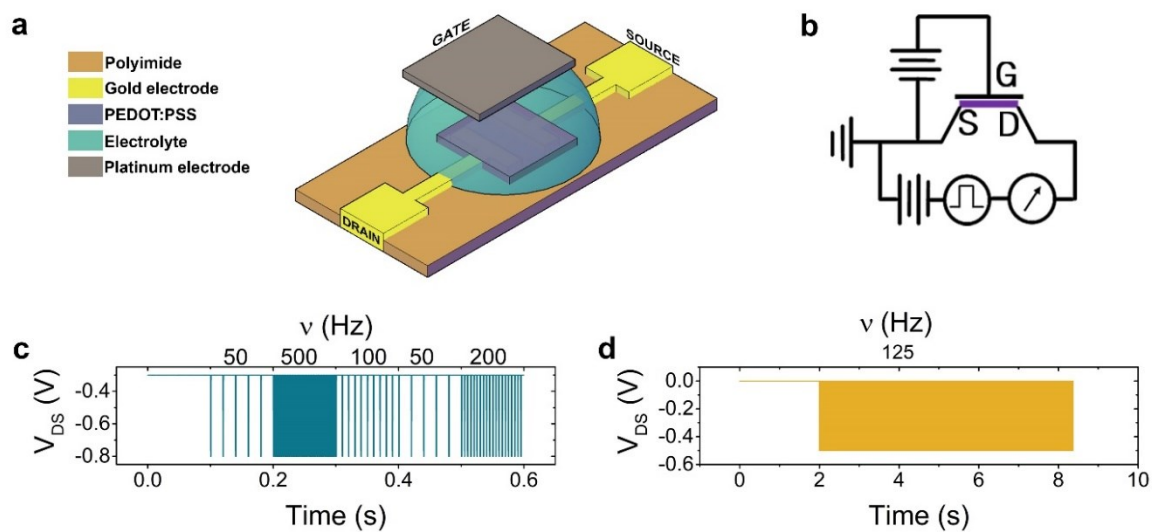 a
GATE
SOURCE
DRAIN
Polyimide
Gold electrode
PEDOT:PSS
Electrolyte
Platinum electrode
b
G
S D
c
ν (Hz)
50 500 100 50 200
-0.4
-0.6
-0.8
V_DS (V)
0.0 0.2 0.4 0.6
Time (s)
d
ν (Hz)
125
0.0
-0.2
-0.4
-0.6
V_DS (V)
0 2 4 6 8 10
Time (s)